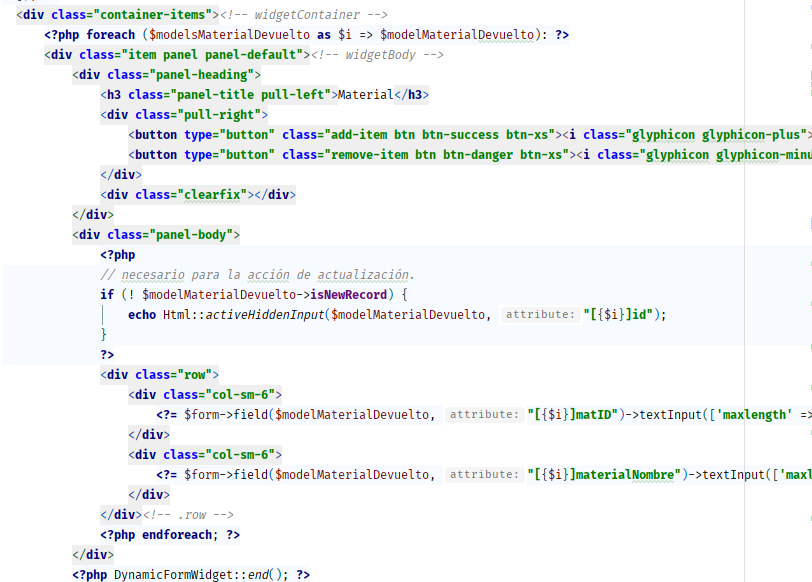 <div class="container-items"><!-- widgetContainer -->
<?php foreach ($modelsMaterialDevuelto as $i => $modelMaterialDevuelto): ?>
<div class="item panel panel-default"><!-- widgetBody -->
<div class="panel-heading">
<h3 class="panel-title pull-left">Material</h3>
<div class="pull-right">
<button type="button" class="add-item btn btn-success btn-xs"><i class="glyphicon glyphicon-plus">
<button type="button" class="remove-item btn btn-danger btn-xs"><i class="glyphicon glyphicon-minu
</div>
<div class="clearfix"></div>
</div>
<div class="panel-body">
<?php
// necesario para la acción de actualización.
if (! $modelMaterialDevuelto->isNewRecord) {
echo Html::activeHiddenInput($modelMaterialDevuelto, attribute: "[{$i}]id");
}
?>
<div class="row">
<div class="col-sm-6">
<?= $form->field($modelMaterialDevuelto, attribute: "[{$i}]matID")->textInput(['maxlength' =>
</div>
<div class="col-sm-6">
<?= $form->field($modelMaterialDevuelto, attribute: "[{$i}]materialNombre")->textInput(['maxl
</div>
</div><!-- .row -->
<?php endforeach; ?>
</div>
<?php DynamicFormWidget::end(); ?>